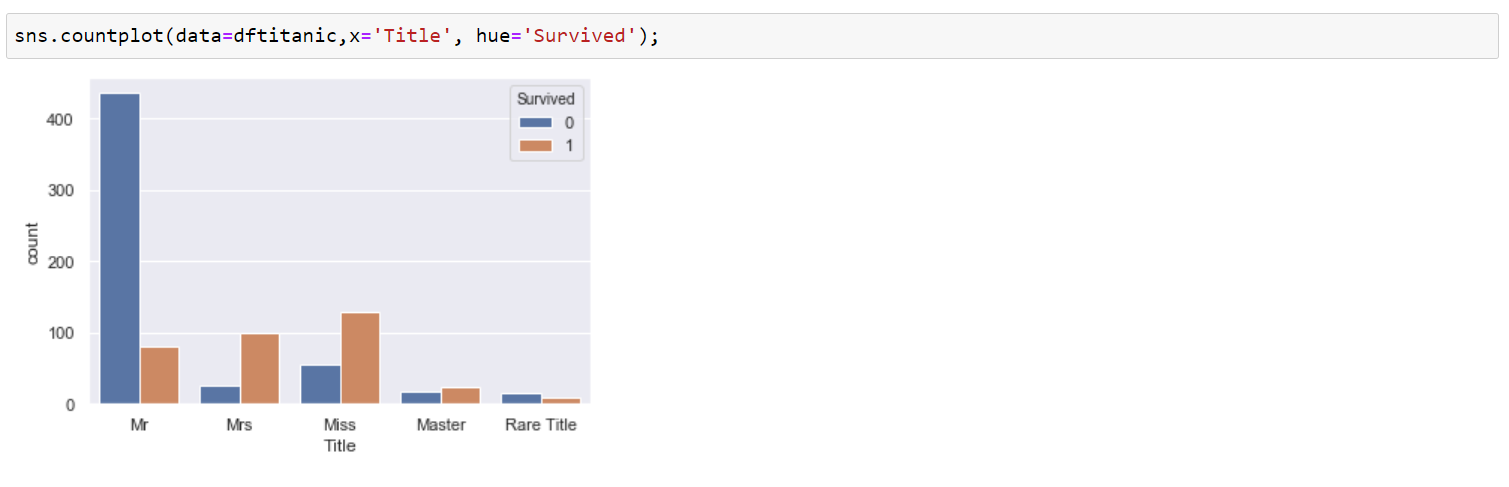 sns.countplot(data=dftitanic,x='Title', hue='Survived');
Survived
0
1
400
300
200
100
0
count
Mr Mrs Miss Master Rare Title
Title